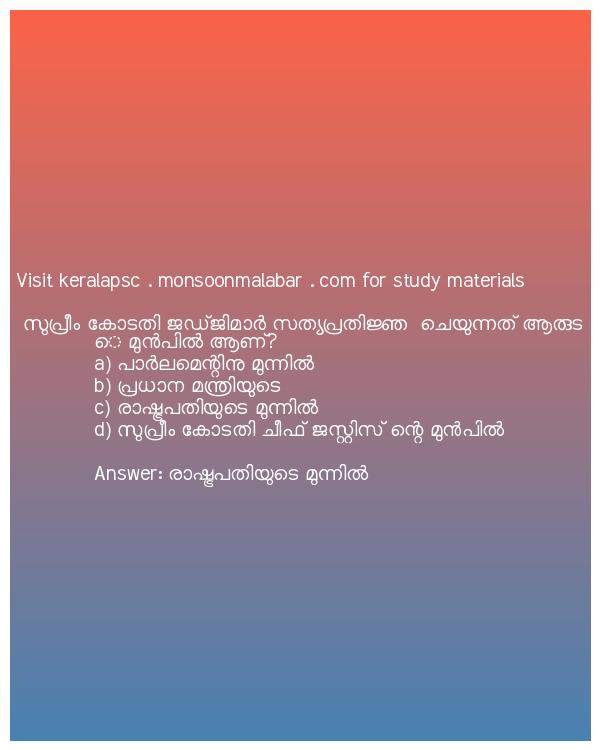 Visit keralapsc . monsoonmalabar . com for study materials
സുപ്രീം കോടതി ജഡ്ജിമാർ സത്യപ്രതിജ്ഞ ചെയുന്നത് ആരുട
െ മുൻപിൽ ആണ്?
a) പാർലമെന്റിനു മുന്നിൽ
b) പ്രധാന മന്ത്രിയുടെ
c) രാഷ്ട്രപതിയുടെ മുന്നിൽ
d) സുപ്രീം കോടതി ചീഫ് ജസ്റ്റിസ് ന്റെ മുൻപിൽ
Answer: രാഷ്ട്രപതിയുടെ മുന്നിൽ